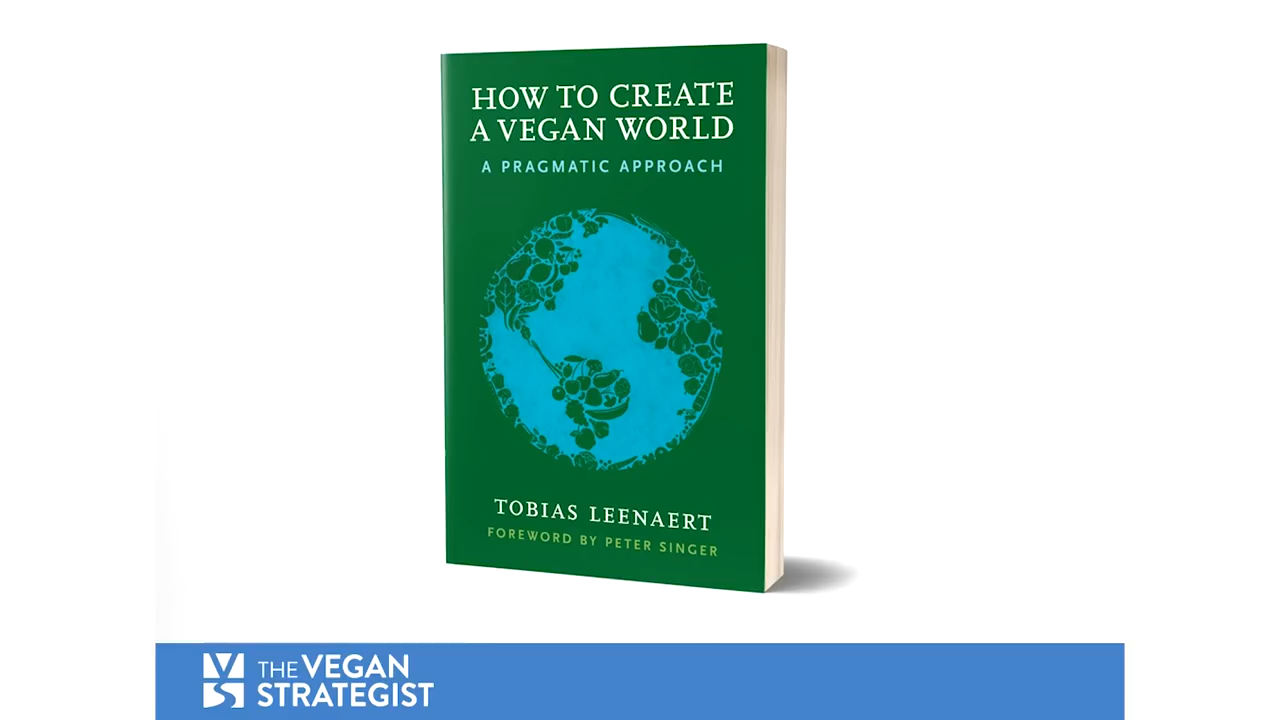 HOW TO CREATE
A VEGAN WORLD
A PRAGMATIC APPROACH
TOBIAS LEENAERT
FOREWORD BY PETER SINGER
THE VEGAN
STRATEGIST